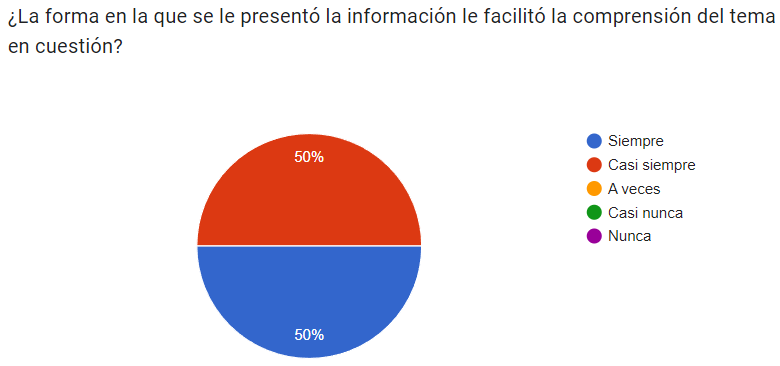 ¿La forma en la que se le presentó la información le facilitó la comprensión del tema
en cuestión?
50%
50%
Siempre
Casi siempre
A veces
Casi nunca
Nunca